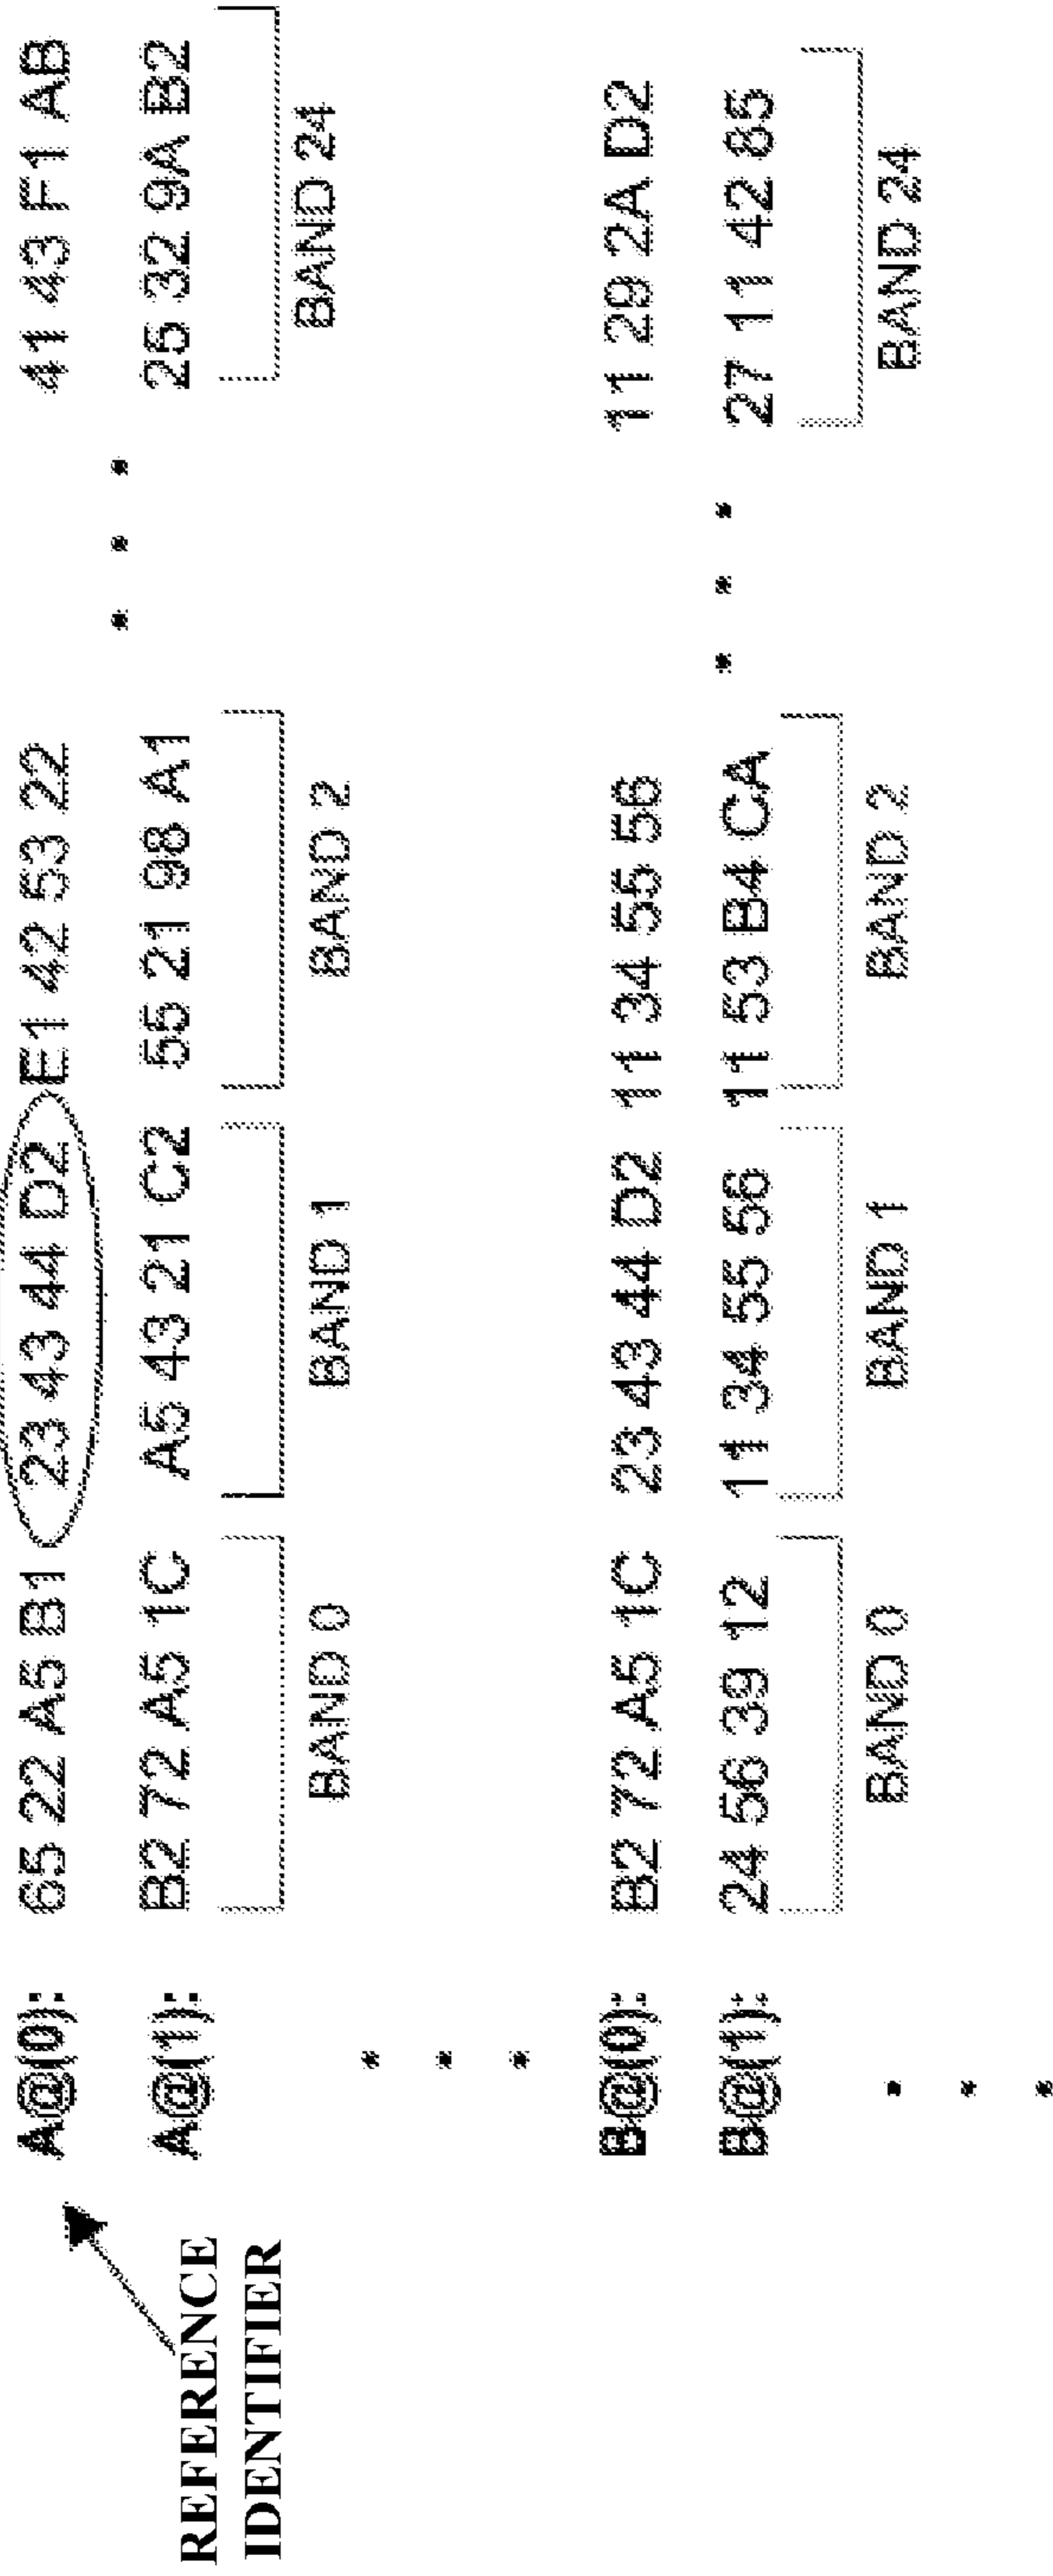 A@(0): 65 22 A5 B1 23 43 44 D2 E1 42 53 22 41 43 F1 AB
A@(1): B2 72 A5 1C A5 43 21 C2 55 21 98 A1 25 32 9A B2
BAND 0 BAND 1 BAND 2 BAND 24
REFERENCE
IDENTIFIER
B@(0): B2 72 A5 1C 23 43 44 D2 11 34 55 56 11 29 2A D2
B@(1): 24 56 39 12 11 34 55 56 11 53 B4 CA 27 11 42 85
BAND 0 BAND 1 BAND 2 BAND 24